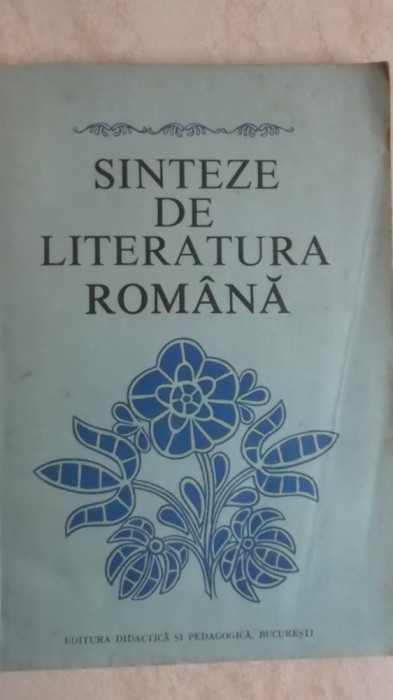 SINTEZE
DE
LITERATURA
ROMÂNĂ
EDITURA DIDACTICĂ ȘI PEDAGOGICĂ, BUCUREȘTI